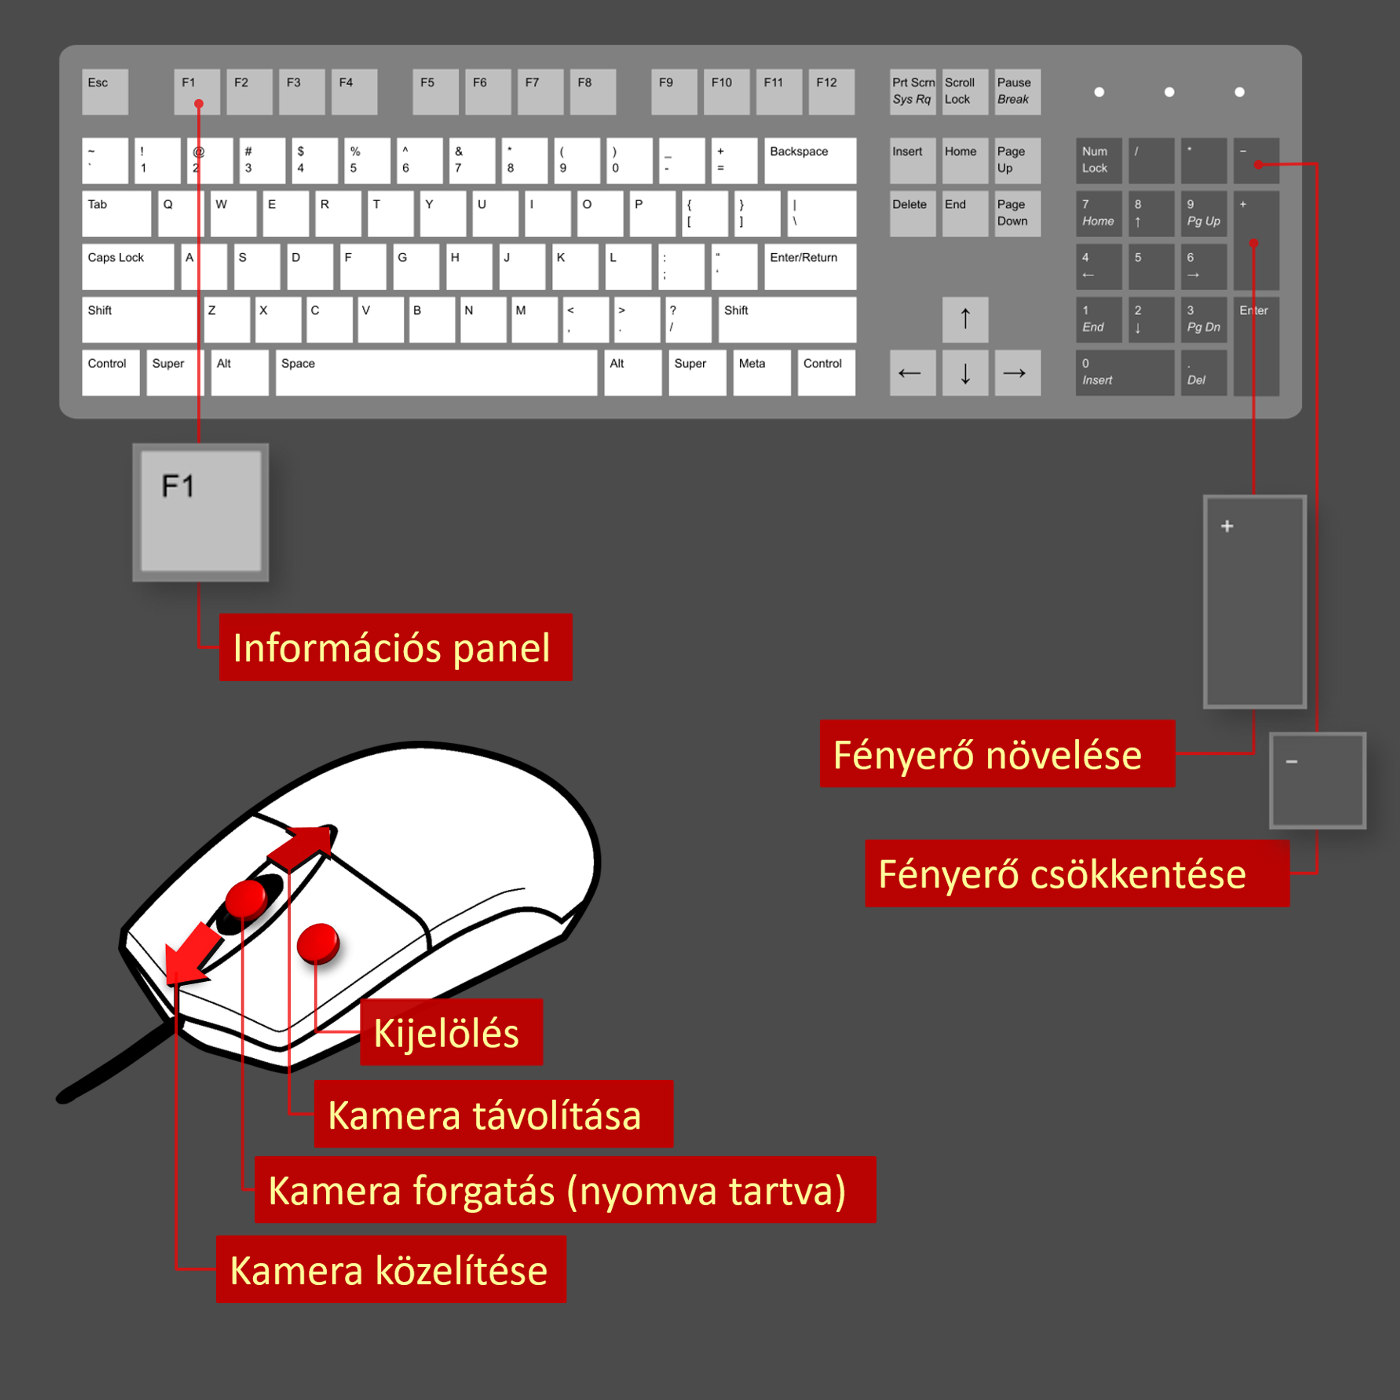 Esc F1 F2 F3 F4 F5 F6 F7 F8 F9 F10 F11 F12 Prt Scrn Scroll Pause
Sys Rq Lock Break
~ ! @ # $ % ^ & * ( ) _ + Backspace Insert Home Page Num / * −
` 1 2 3 4 5 6 7 8 9 0 - = Up Lock
Tab Q W E R T Y U I O P { } | Delete End Page 7 8 9 +
[ ] \ Down Home ↑ Pg Up
Caps Lock A S D F G H J K L : " Enter/Return 4 5 6
; ' ← →
Shift Z X C V B N M < > ? Shift ↑ 1 2 3 Enter
, . / End ↓ Pg Dn
Control Super Alt Space Alt Super Meta Control ← ↓ → 0 .
Insert Del
F1
+
Információs panel
Fényerő növelése
−
Fényerő csökkentése
Kijelölés
Kamera távolítása
Kamera forgatás (nyomva tartva)
Kamera közelítése